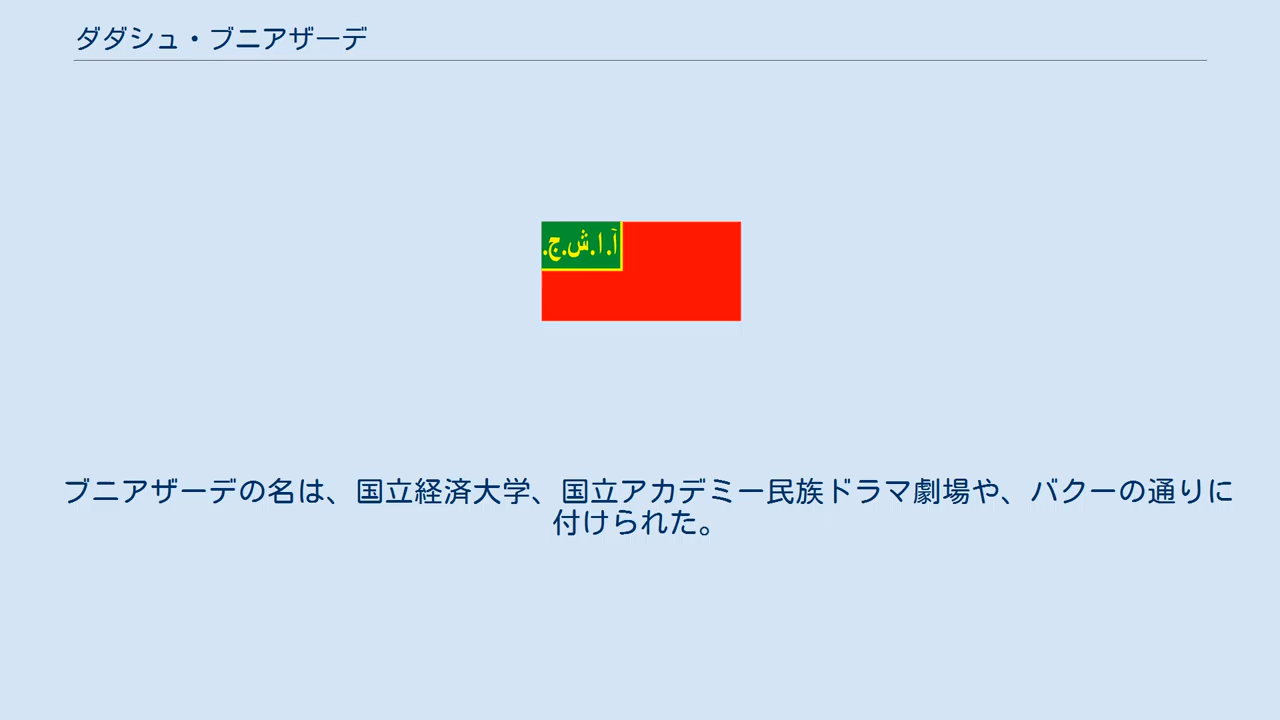 ダダシュ・ブニアザーデ
آ.ا.ش.ج.
ブニアザーデの名は、国立経済大学、国立アカデミー民族ドラマ劇場や、バクーの通りに
付けられた。